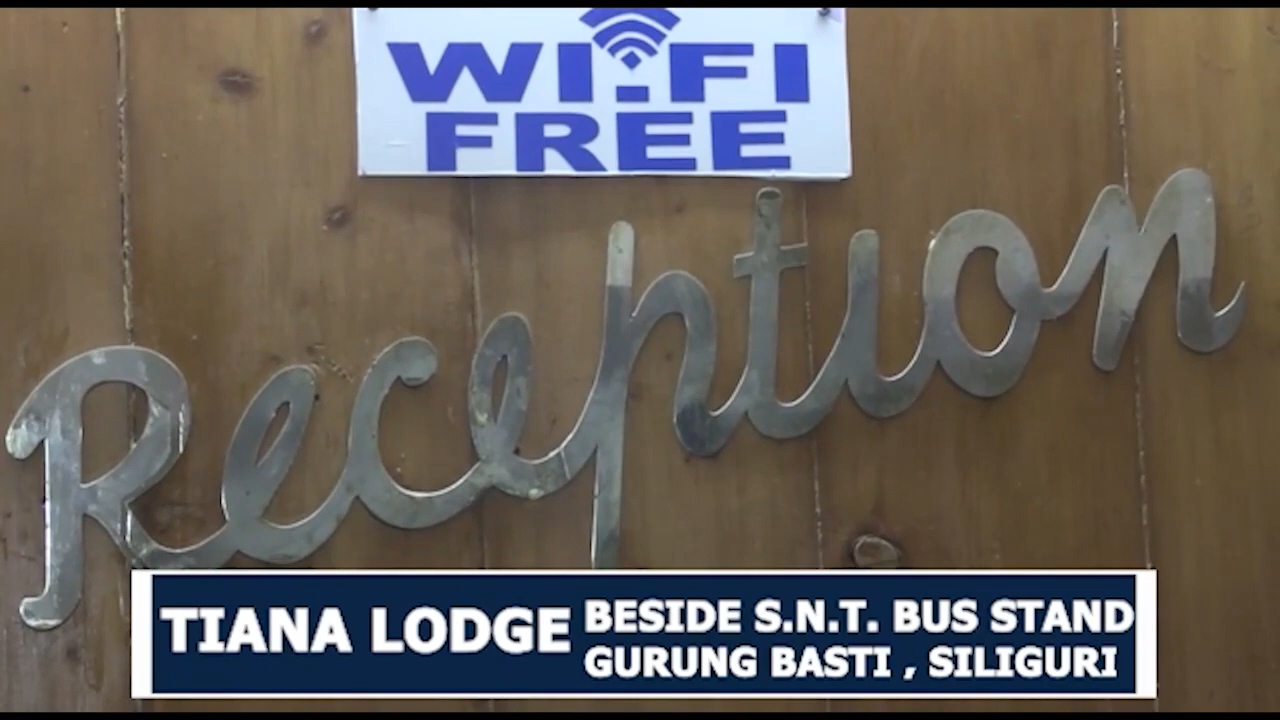 WI-FI
FREE
Reception
TIANA LODGE
BESIDE S.N.T. BUS STAND
GURUNG BASTI , SILIGURI